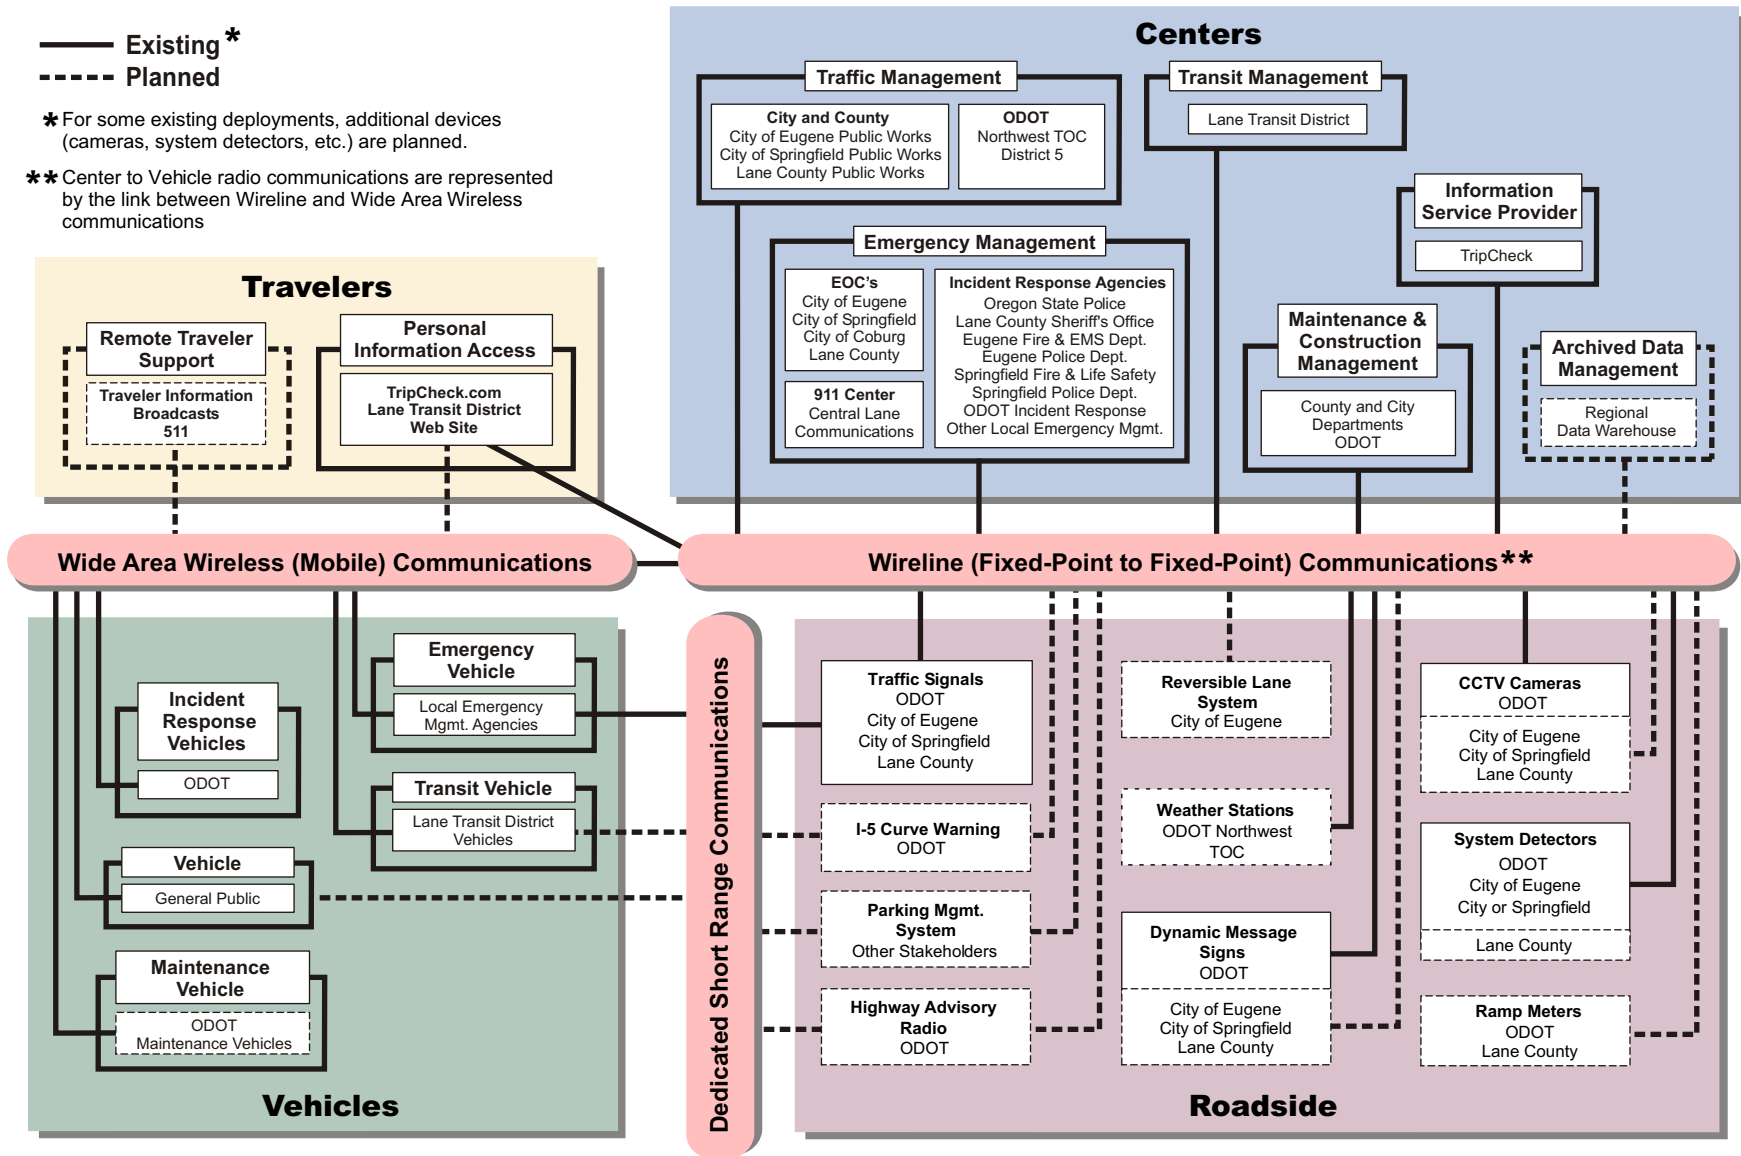 Existing*
Planned
* For some existing deployments, additional devices
(cameras, system detectors, etc.) are planned.
** Center to Vehicle radio communications are represented
by the link between Wireline and Wide Area Wireless
communications
Centers
Traffic Management
City and County
City of Eugene Public Works
City of Springfield Public Works
Lane County Public Works
ODOT
Northwest TOC
District 5
Transit Management
Lane Transit District
Information
Service Provider
TripCheck
Emergency Management
EOC's
City of Eugene
City of Springfield
City of Coburg
Lane County
911 Center
Central Lane
Communications
Incident Response Agencies
Oregon State Police
Lane County Sheriff's Office
Eugene Fire & EMS Dept.
Eugene Police Dept.
Springfield Fire & Life Safety
Springfield Police Dept.
ODOT Incident Response
Other Local Emergency Mgmt.
Maintenance &
Construction
Management
County and City
Departments
ODOT
Archived Data
Management
Regional
Data Warehouse
Travelers
Remote Traveler
Support
Traveler Information
Broadcasts
511
Personal
Information Access
TripCheck.com
Lane Transit District
Web Site
Wide Area Wireless (Mobile) Communications
Wireline (Fixed-Point to Fixed-Point) Communications**
Emergency
Vehicle
Local Emergency
Mgmt. Agencies
Incident
Response
Vehicles
ODOT
Transit Vehicle
Lane Transit District
Vehicles
Vehicle
General Public
Maintenance
Vehicle
ODOT
Maintenance Vehicles
Vehicles
Dedicated Short Range Communications
Traffic Signals
ODOT
City of Eugene
City of Springfield
Lane County
I-5 Curve Warning
ODOT
Parking Mgmt.
System
Other Stakeholders
Highway Advisory
Radio
ODOT
Reversible Lane
System
City of Eugene
Weather Stations
ODOT Northwest
TOC
Dynamic Message
Signs
ODOT
City of Eugene
City of Springfield
Lane County
CCTV Cameras
ODOT
City of Eugene
City of Springfield
Lane County
System Detectors
ODOT
City of Eugene
City or Springfield
Lane County
Ramp Meters
ODOT
Lane County
Roadside